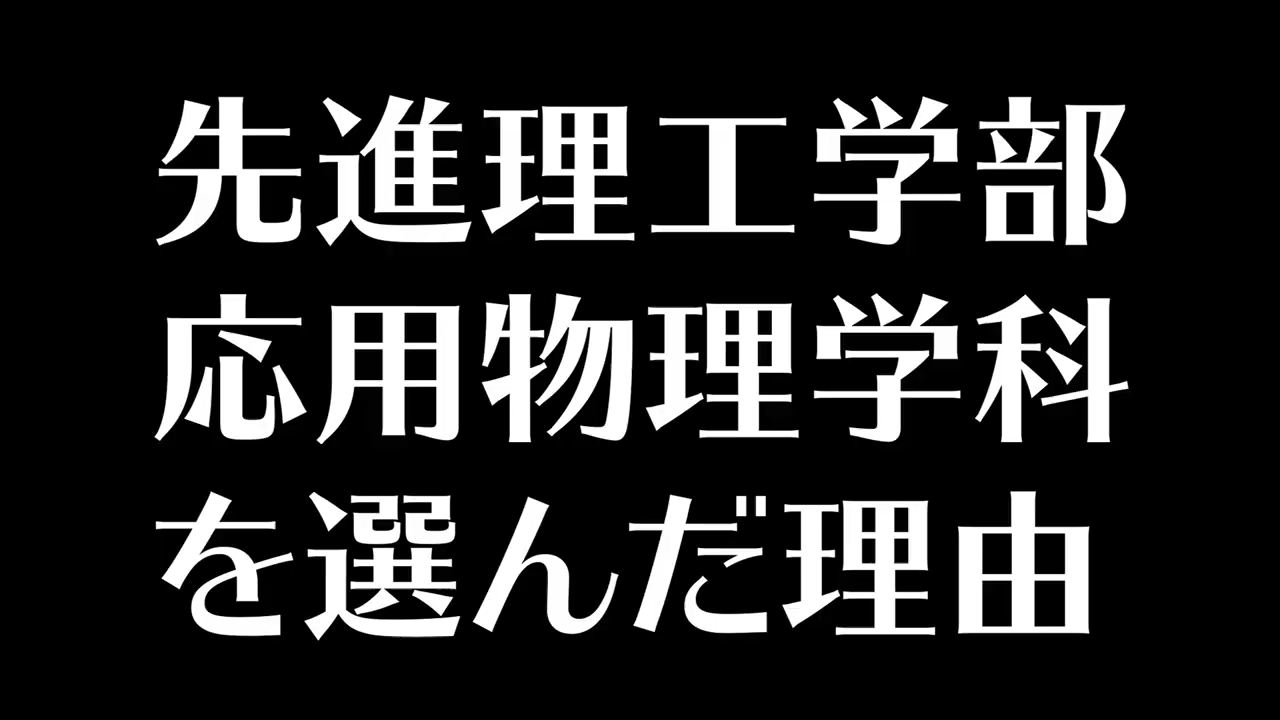 先進理工学部
応用物理学科
を選んだ理由